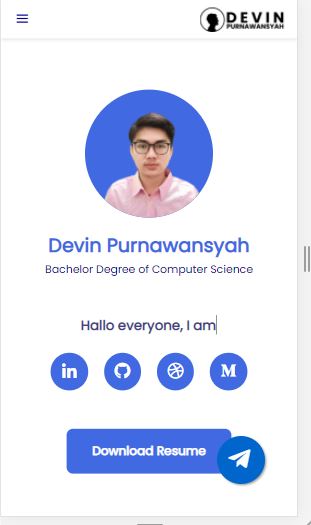 DEVIN
PURNAWANSYAH
Devin Purnawansyah
Bachelor Degree of Computer Science
Hallo everyone, I am
in
M
Download Resume